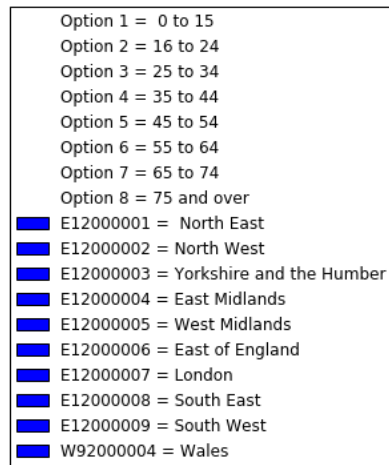 Option 1 =  0 to 15
Option 2 = 16 to 24
Option 3 = 25 to 34
Option 4 = 35 to 44
Option 5 = 45 to 54
Option 6 = 55 to 64
Option 7 = 65 to 74
Option 8 = 75 and over
E12000001 =  North East
E12000002 = North West
E12000003 = Yorkshire and the Humber
E12000004 = East Midlands
E12000005 = West Midlands
E12000006 = East of England
E12000007 = London
E12000008 = South East
E12000009 = South West
W92000004 = Wales